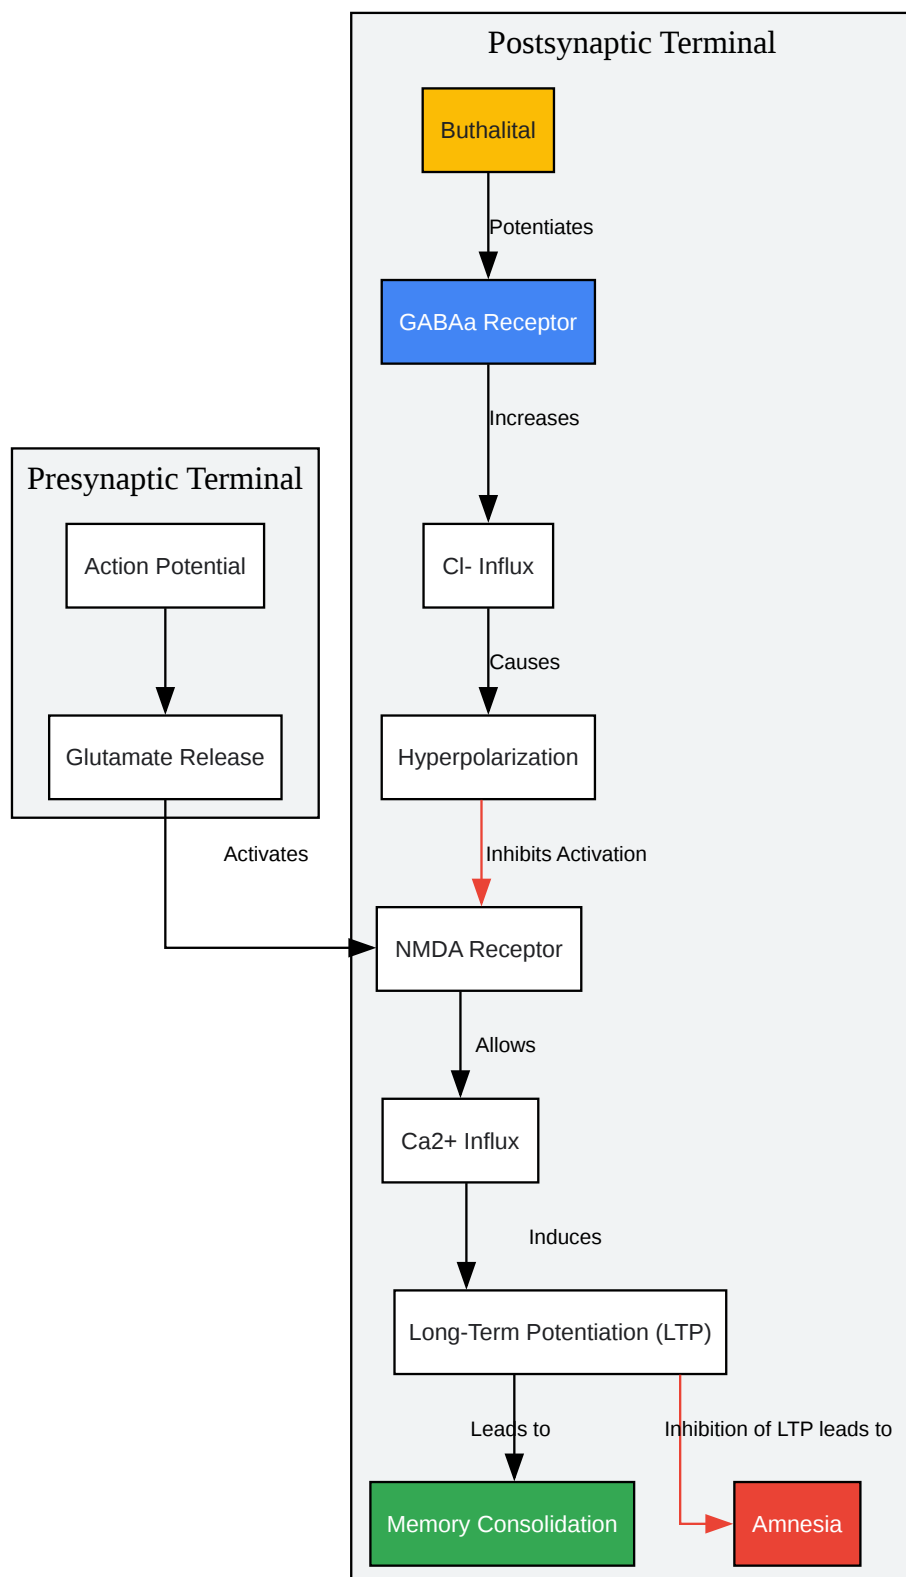 Postsynaptic Terminal
Buthalital
Potentiates
GABAa Receptor
Increases
Presynaptic Terminal
Action Potential
Cl- Influx
Causes
Glutamate Release
Hyperpolarization
Activates
Inhibits Activation
NMDA Receptor
Allows
Ca2+ Influx
Induces
Long-Term Potentiation (LTP)
Leads to
Inhibition of LTP leads to
Memory Consolidation
Amnesia